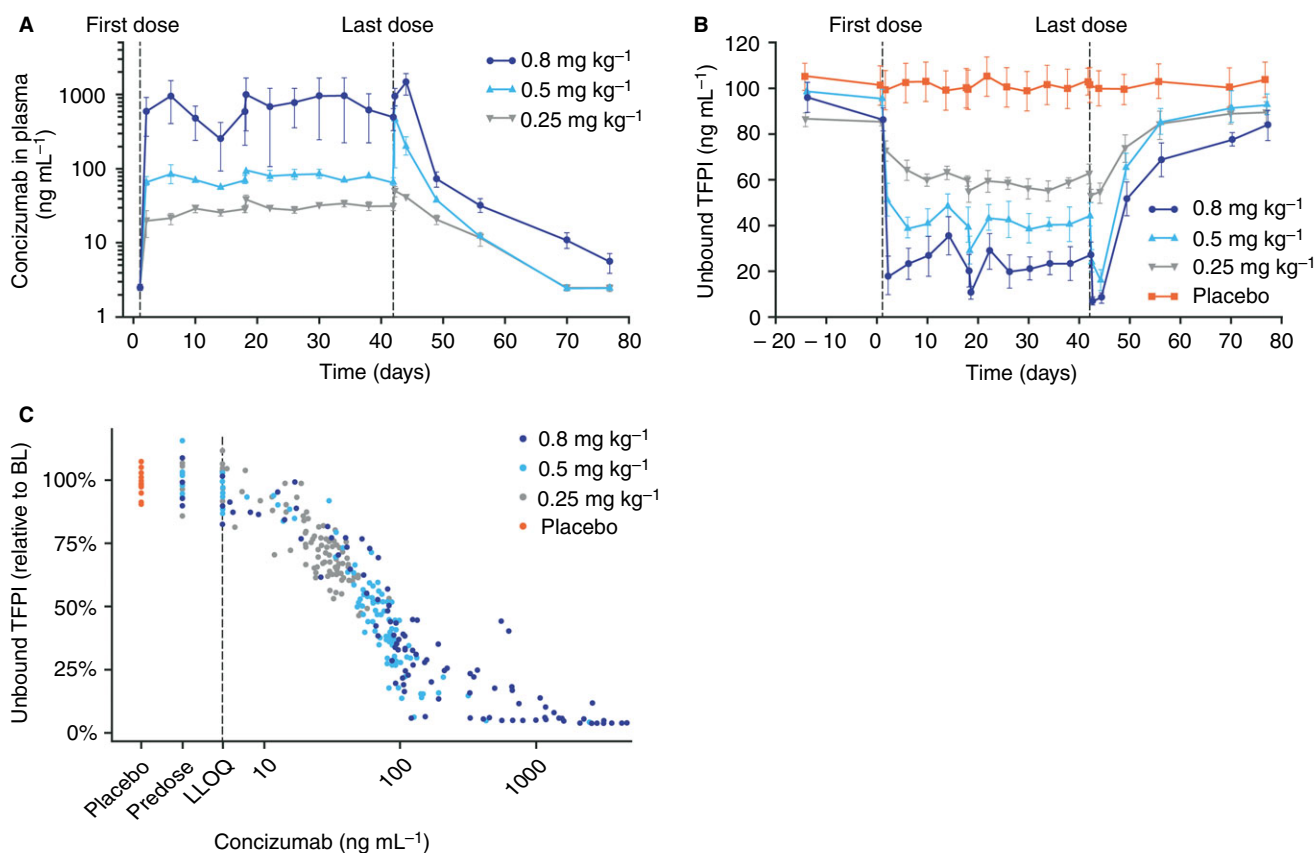 A
First dose
Last dose
Concizumab in plasma
(ng mL⁻¹)
1000
100
10
1
0.8 mg kg⁻¹
0.5 mg kg⁻¹
0.25 mg kg⁻¹
0 10 20 30 40 50 60 70 80
Time (days)
B
First dose
Last dose
Unbound TFPI (ng mL⁻¹)
120
100
80
60
40
20
0
0.8 mg kg⁻¹
0.5 mg kg⁻¹
0.25 mg kg⁻¹
Placebo
– 20 – 10 0 10 20 30 40 50 60 70 80
Time (days)
C
Unbound TFPI (relative to BL)
100%
75%
50%
25%
0%
0.8 mg kg⁻¹
0.5 mg kg⁻¹
0.25 mg kg⁻¹
Placebo
Placebo Predose LLOQ 10 100 1000
Concizumab (ng mL⁻¹)